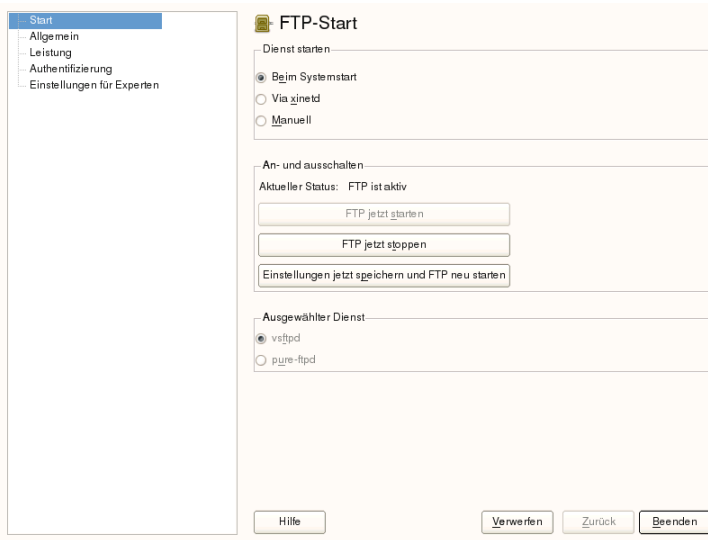 Start
Allgemein
Leistung
Authentifizierung
Einstellungen für Experten
FTP-Start
Dienst starten
Beim Systemstart
Via xinetd
Manuell
An- und ausschalten
Aktueller Status: FTP ist aktiv
FTP jetzt starten
FTP jetzt stoppen
Einstellungen jetzt speichern und FTP neu starten
Ausgewählter Dienst
vsftpd
pure-ftpd
Hilfe Verwerfen Zurück Beenden